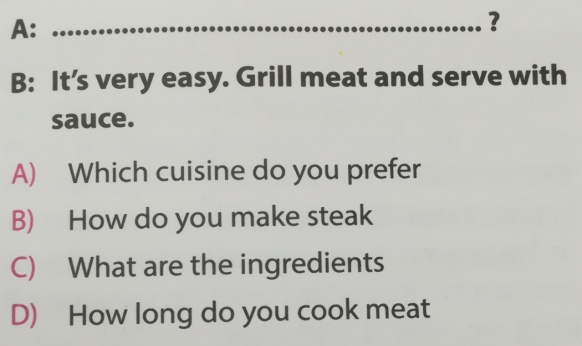 A: ........................................................ ?
B: It's very easy. Grill meat and serve with
sauce.
A) Which cuisine do you prefer
B) How do you make steak
C) What are the ingredients
D) How long do you cook meat